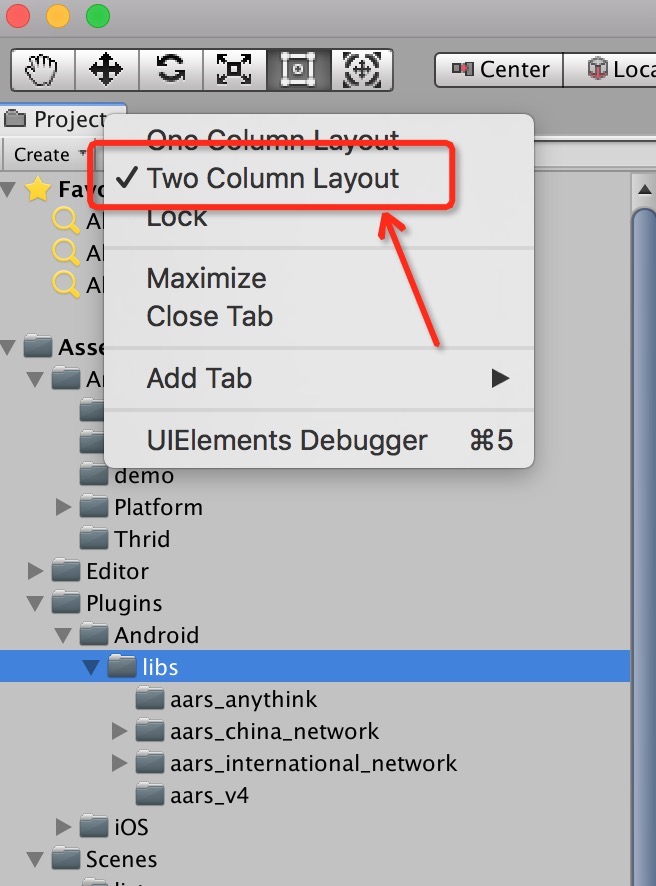 Center
Loca
Project
Create
One Column Layout
✓ Two Column Layout
Lock
Maximize
Close Tab
Add Tab
UIElements Debugger ⌘5
Favo
Al
Al
Al
Asse
demo
Platform
Thrid
Editor
Plugins
Android
libs
aars_anythink
aars_china_network
aars_international_network
aars_v4
iOS
Scenes